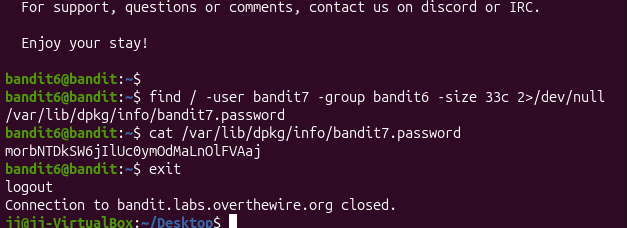 For support, questions or comments, contact us on discord or IRC.
Enjoy your stay!
bandit6@bandit:~$
bandit6@bandit:~$ find / -user bandit7 -group bandit6 -size 33c 2>/dev/null
/var/lib/dpkg/info/bandit7.password
bandit6@bandit:~$ cat /var/lib/dpkg/info/bandit7.password
morbNTDkSW6jIlUc0ymOdMaLnOlFVAaj
bandit6@bandit:~$ exit
logout
Connection to bandit.labs.overthewire.org closed.
jj@jj-VirtualBox:~/Desktop$